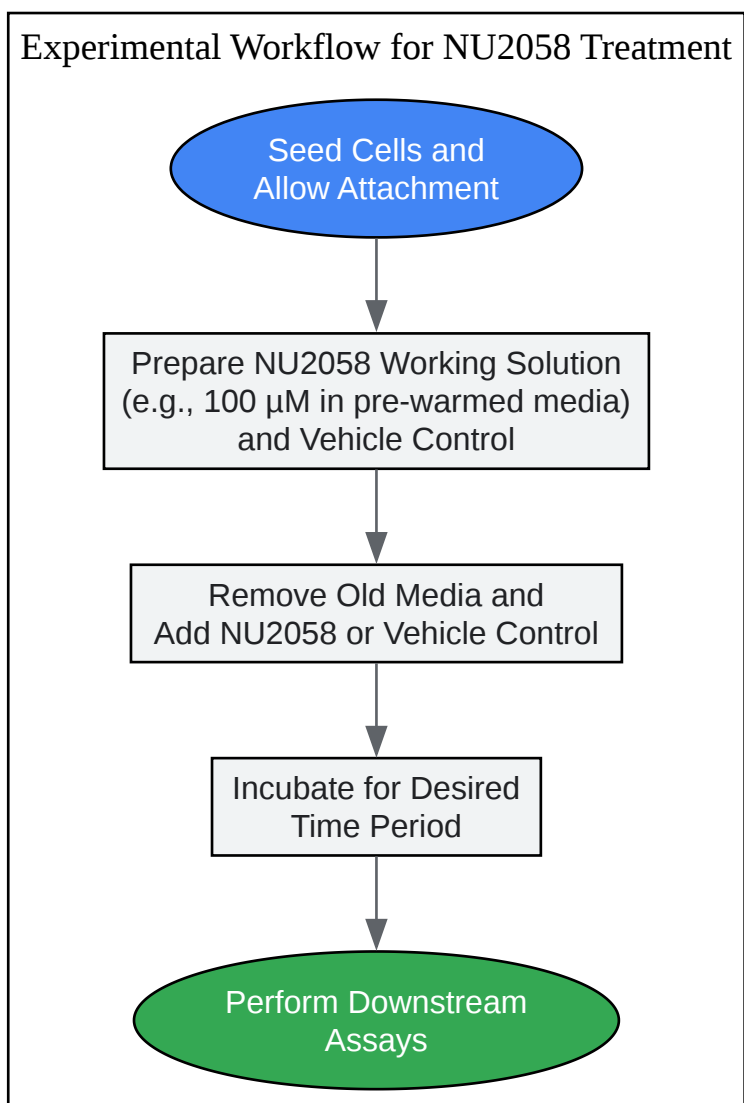 Experimental Workflow for NU2058 Treatment
Seed Cells and
Allow Attachment
Prepare NU2058 Working Solution
(e.g., 100 µM in pre-warmed media)
and Vehicle Control
Remove Old Media and
Add NU2058 or Vehicle Control
Incubate for Desired
Time Period
Perform Downstream
Assays